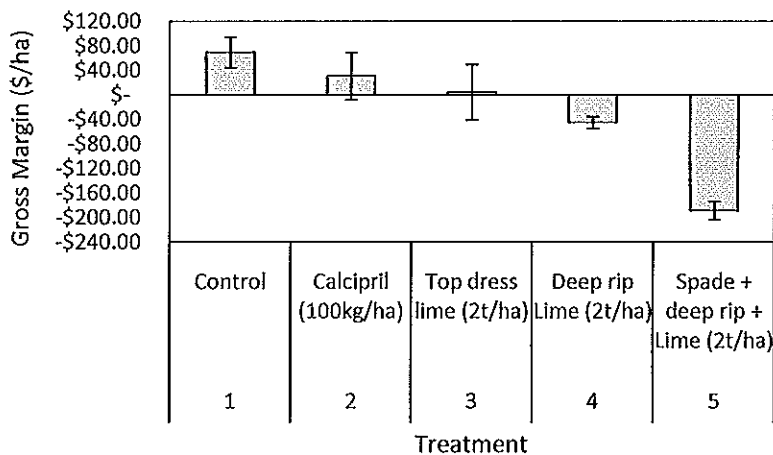 Gross Margin ($/ha)
$120.00
$80.00
$40.00
$-
-$40.00
-$80.00
-$120.00
-$160.00
-$200.00
-$240.00
Control
Calcipril
(100kg/ha)
Top dress
lime (2t/ha)
Deep rip
Lime (2t/ha)
Spade +
deep rip +
Lime (2t/ha)
1
2
3
4
5
Treatment